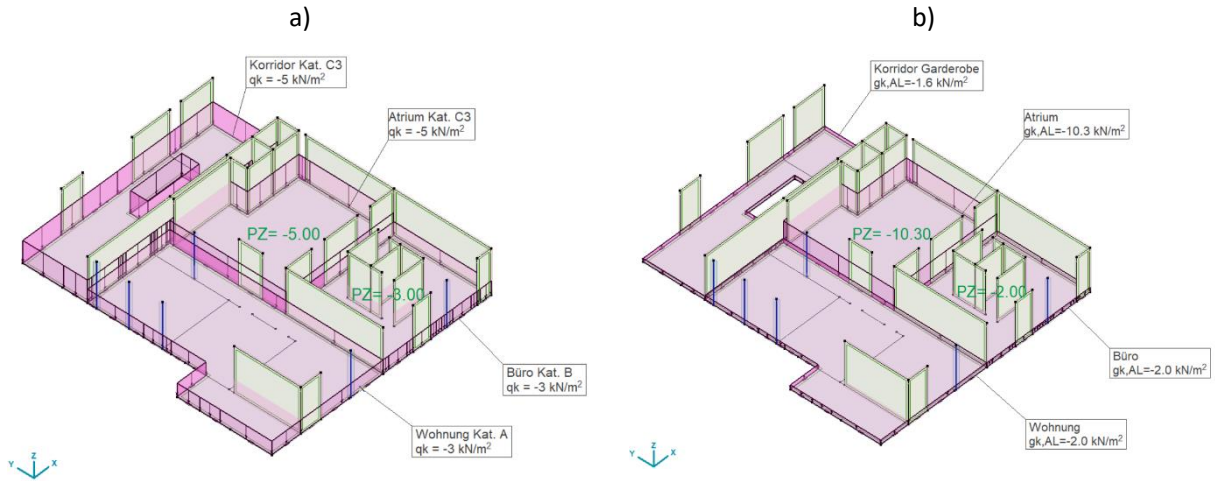 a)
b)
Korridor Kat. C3
qk = -5 kN/m²
Atrium Kat. C3
qk = -5 kN/m²
PZ= -5.00
PZ= -3.00
Büro Kat. B
qk = -3 kN/m²
Wohnung Kat. A
qk = -3 kN/m²
Y Z X
Korridor Garderobe
gk,AL=-1.6 kN/m²
Atrium
gk,AL=-10.3 kN/m²
PZ= -10.30
PZ= -2.00
Büro
gk,AL=-2.0 kN/m²
Wohnung
gk,AL=-2.0 kN/m²
Y Z X